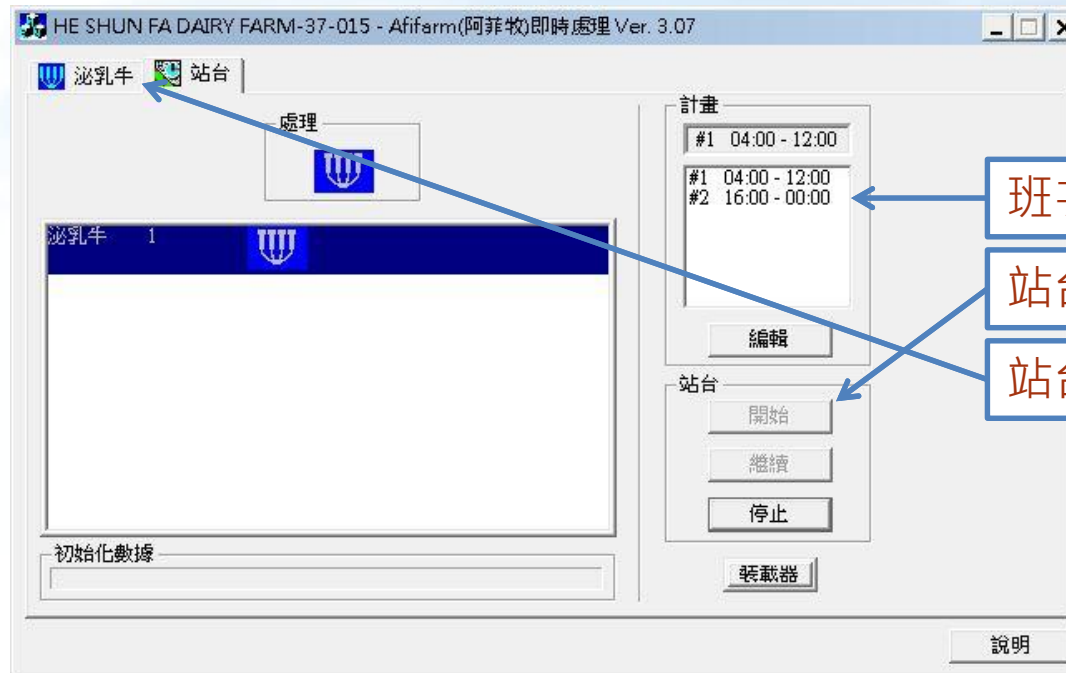 HE SHUN FA DAIRY FARM-37-015 - Afifarm(阿菲牧)即時處理 Ver. 3.07
泌乳牛
站台
處理
泌乳牛 1
初始化數據
計畫
#1 04:00 - 12:00
#1 04:00 - 12:00
#2 16:00 - 00:00
編輯
站台
開始
繼續
停止
裝載器
說明
班
站
站